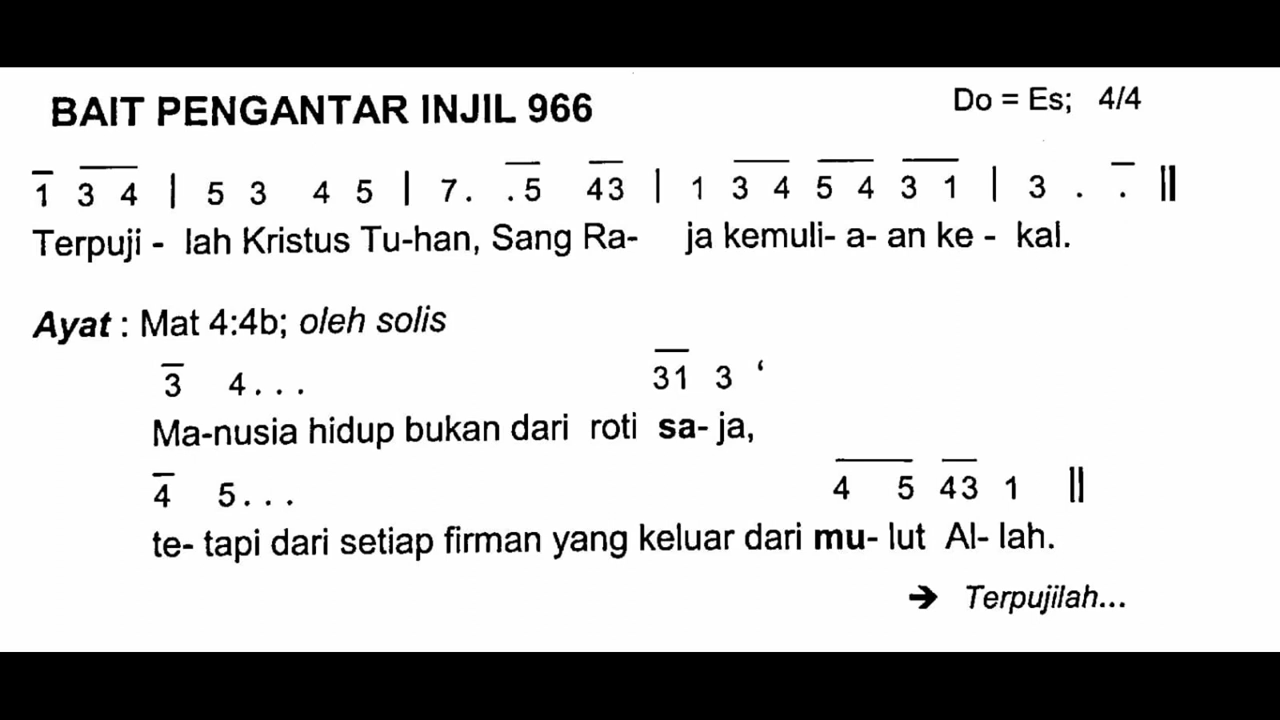 BAIT PENGANTAR INJIL 966 Do = Es; 4/4
1 3 4 | 5 3 4 5 | 7 . . 5 4 3 | 1 3 4 5 4 3 1 | 3 . . ||
Terpuji - lah Kristus Tu-han, Sang Ra- ja kemuli- a- an ke - kal.
Ayat : Mat 4:4b; oleh solis
3 4 . . . 31 3 ‘
Ma-nusia hidup bukan dari roti sa- ja,
4 5 . . . 4 5 43 1 ||
te- tapi dari setiap firman yang keluar dari mu- lut Al- lah.
➔ Terpujilah...